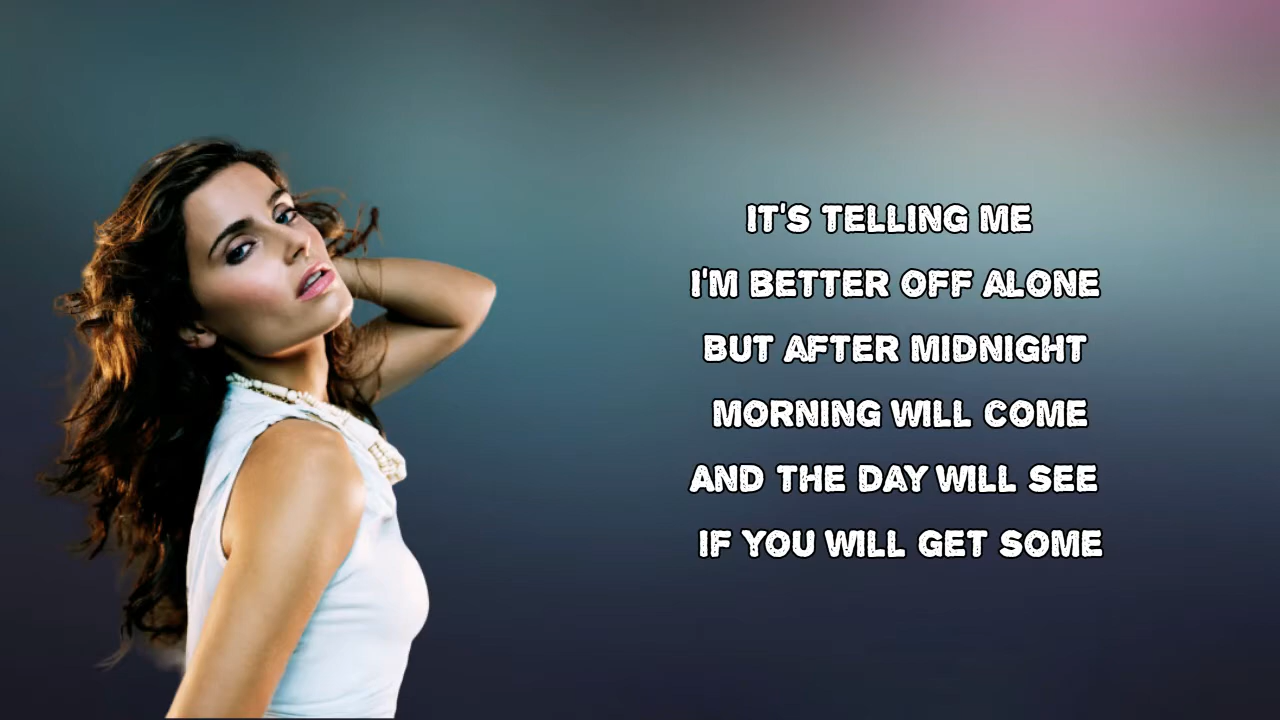 IT'S TELLING ME
I'M BETTER OFF ALONE
BUT AFTER MIDNIGHT
MORNING WILL COME
AND THE DAY WILL SEE
IF YOU WILL GET SOME